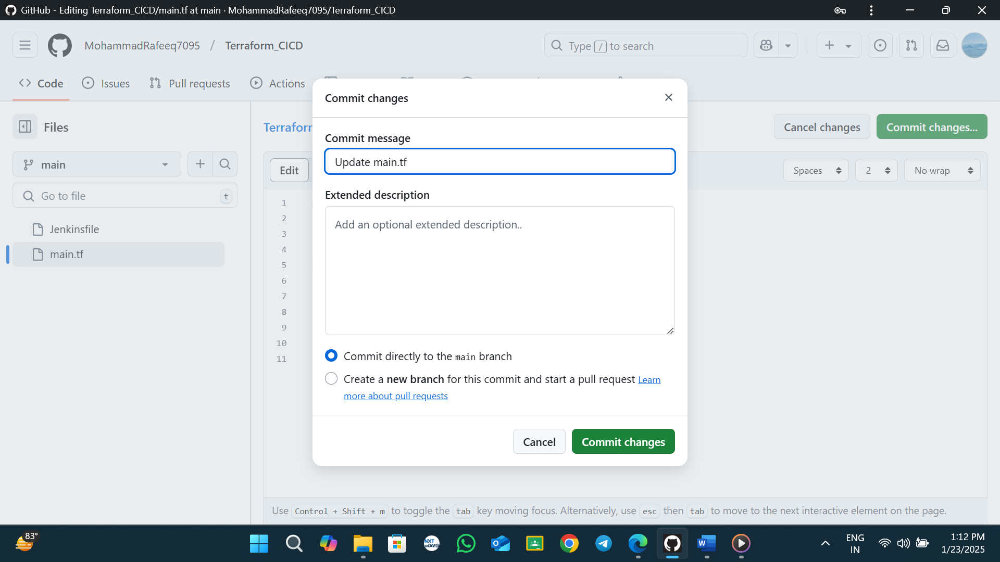 GitHub - Editing Terraform_CICD/main.tf at main · MohammadRafeeq7095/Terraform_CICD
MohammadRafeeq7095 / Terraform_CICD
Type / to search
Code
Issues
Pull requests
Actions
Files
main
Go to file
t
Jenkinsfile
main.tf
Cancel changes
Commit changes...
Edit
Spaces
2
No wrap
1
2
3
4
5
6
7
8
9
10
11
Commit changes
Commit message
Update main.tf
Extended description
Add an optional extended description..
Commit directly to the main branch
Create a new branch for this commit and start a pull request Learn
more about pull requests
Cancel
Commit changes
Use Control + Shift + m to toggle the tab key moving focus. Alternatively, use esc then tab to move to the next interactive element on the page.
83°
NXT
WAVE
ENG
IN
1:12 PM
1/23/2025